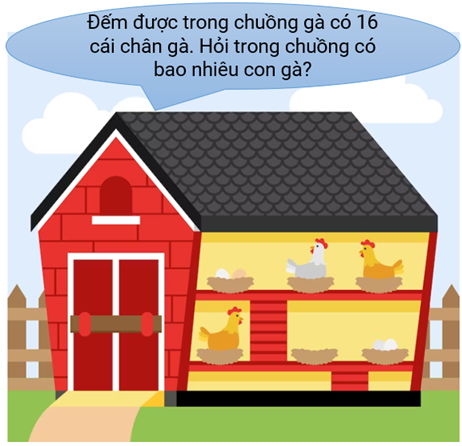 Đếm được trong chuồng gà có 16
cái chân gà. Hỏi trong chuồng có
bao nhiêu con gà?